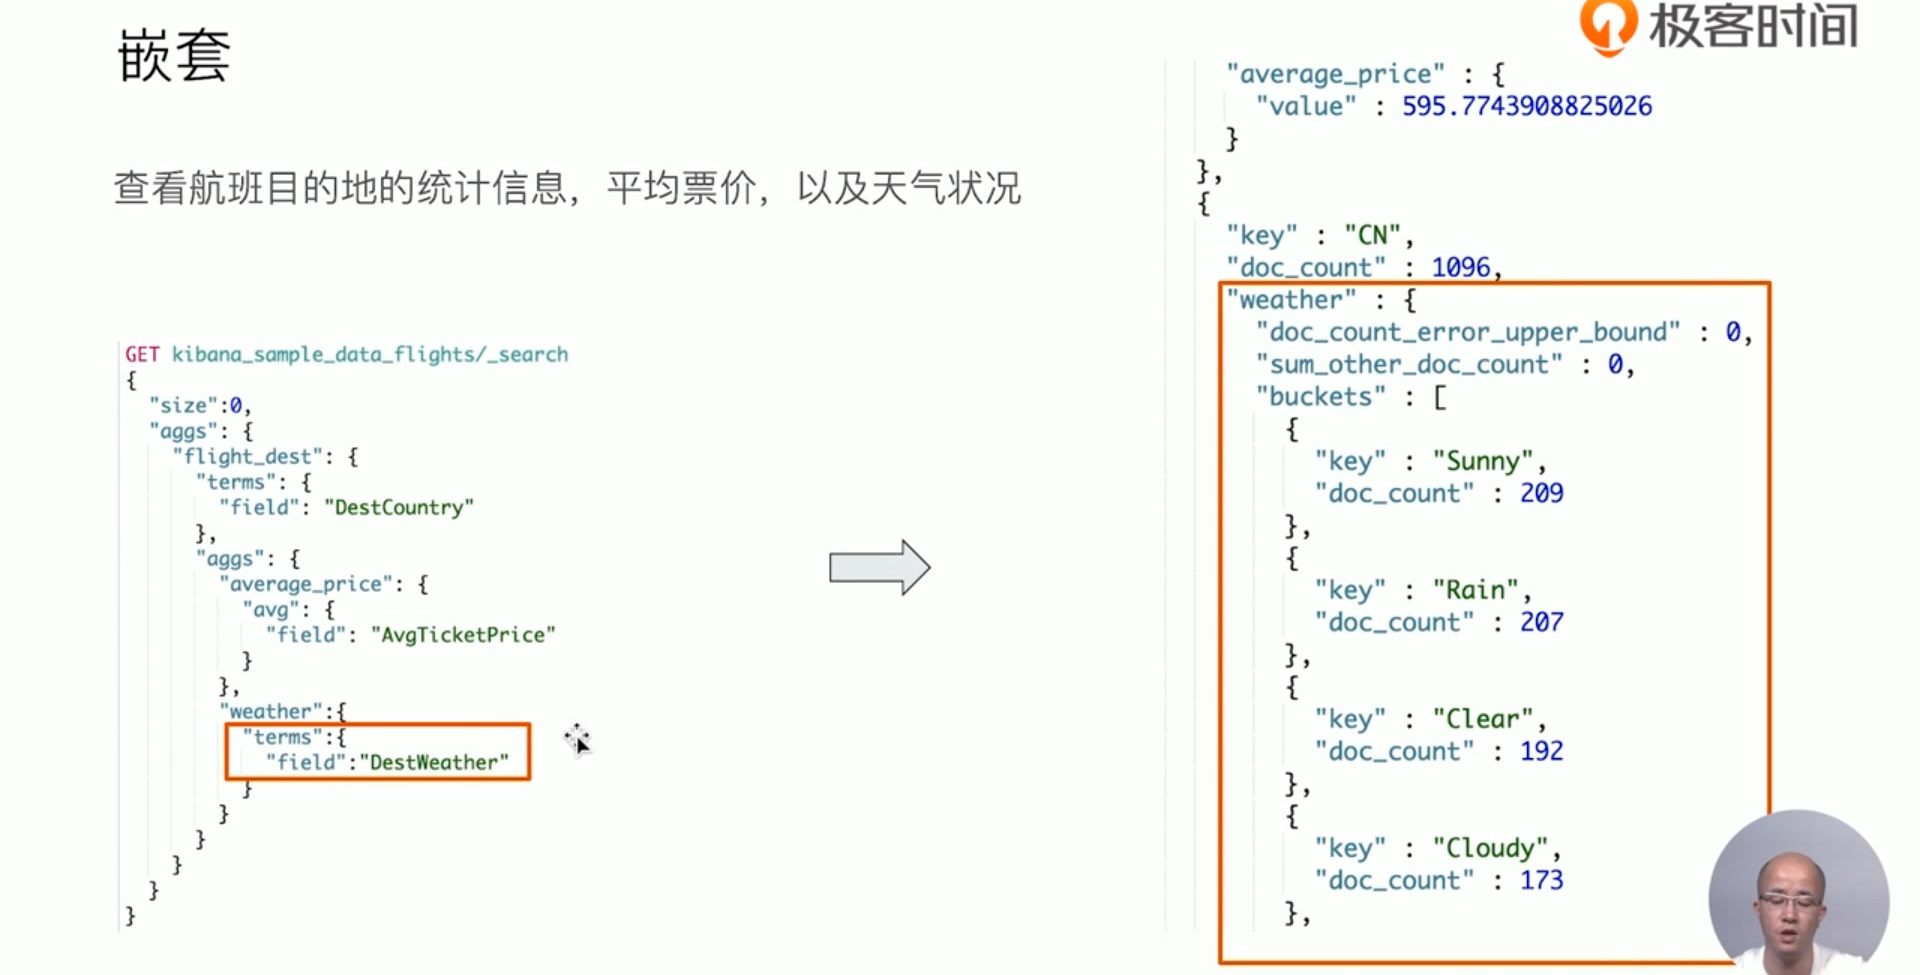 嵌套
极客时间
查看航班目的地的统计信息，平均票价，以及天气状况
GET kibana_sample_data_flights/_search
{
"size":0,
"aggs": {
"flight_dest": {
"terms": {
"field": "DestCountry"
},
"aggs": {
"average_price": {
"avg": {
"field": "AvgTicketPrice"
}
},
"weather":{
"terms":{
"field":"DestWeather"
}
}
}
}
}
}
"average_price" : {
"value" : 595.7743908825026
}
},
{
"key" : "CN",
"doc_count" : 1096,
"weather" : {
"doc_count_error_upper_bound" : 0,
"sum_other_doc_count" : 0,
"buckets" : [
{
"key" : "Sunny",
"doc_count" : 209
},
{
"key" : "Rain",
"doc_count" : 207
},
{
"key" : "Clear",
"doc_count" : 192
},
{
"key" : "Cloudy",
"doc_count" : 173
},